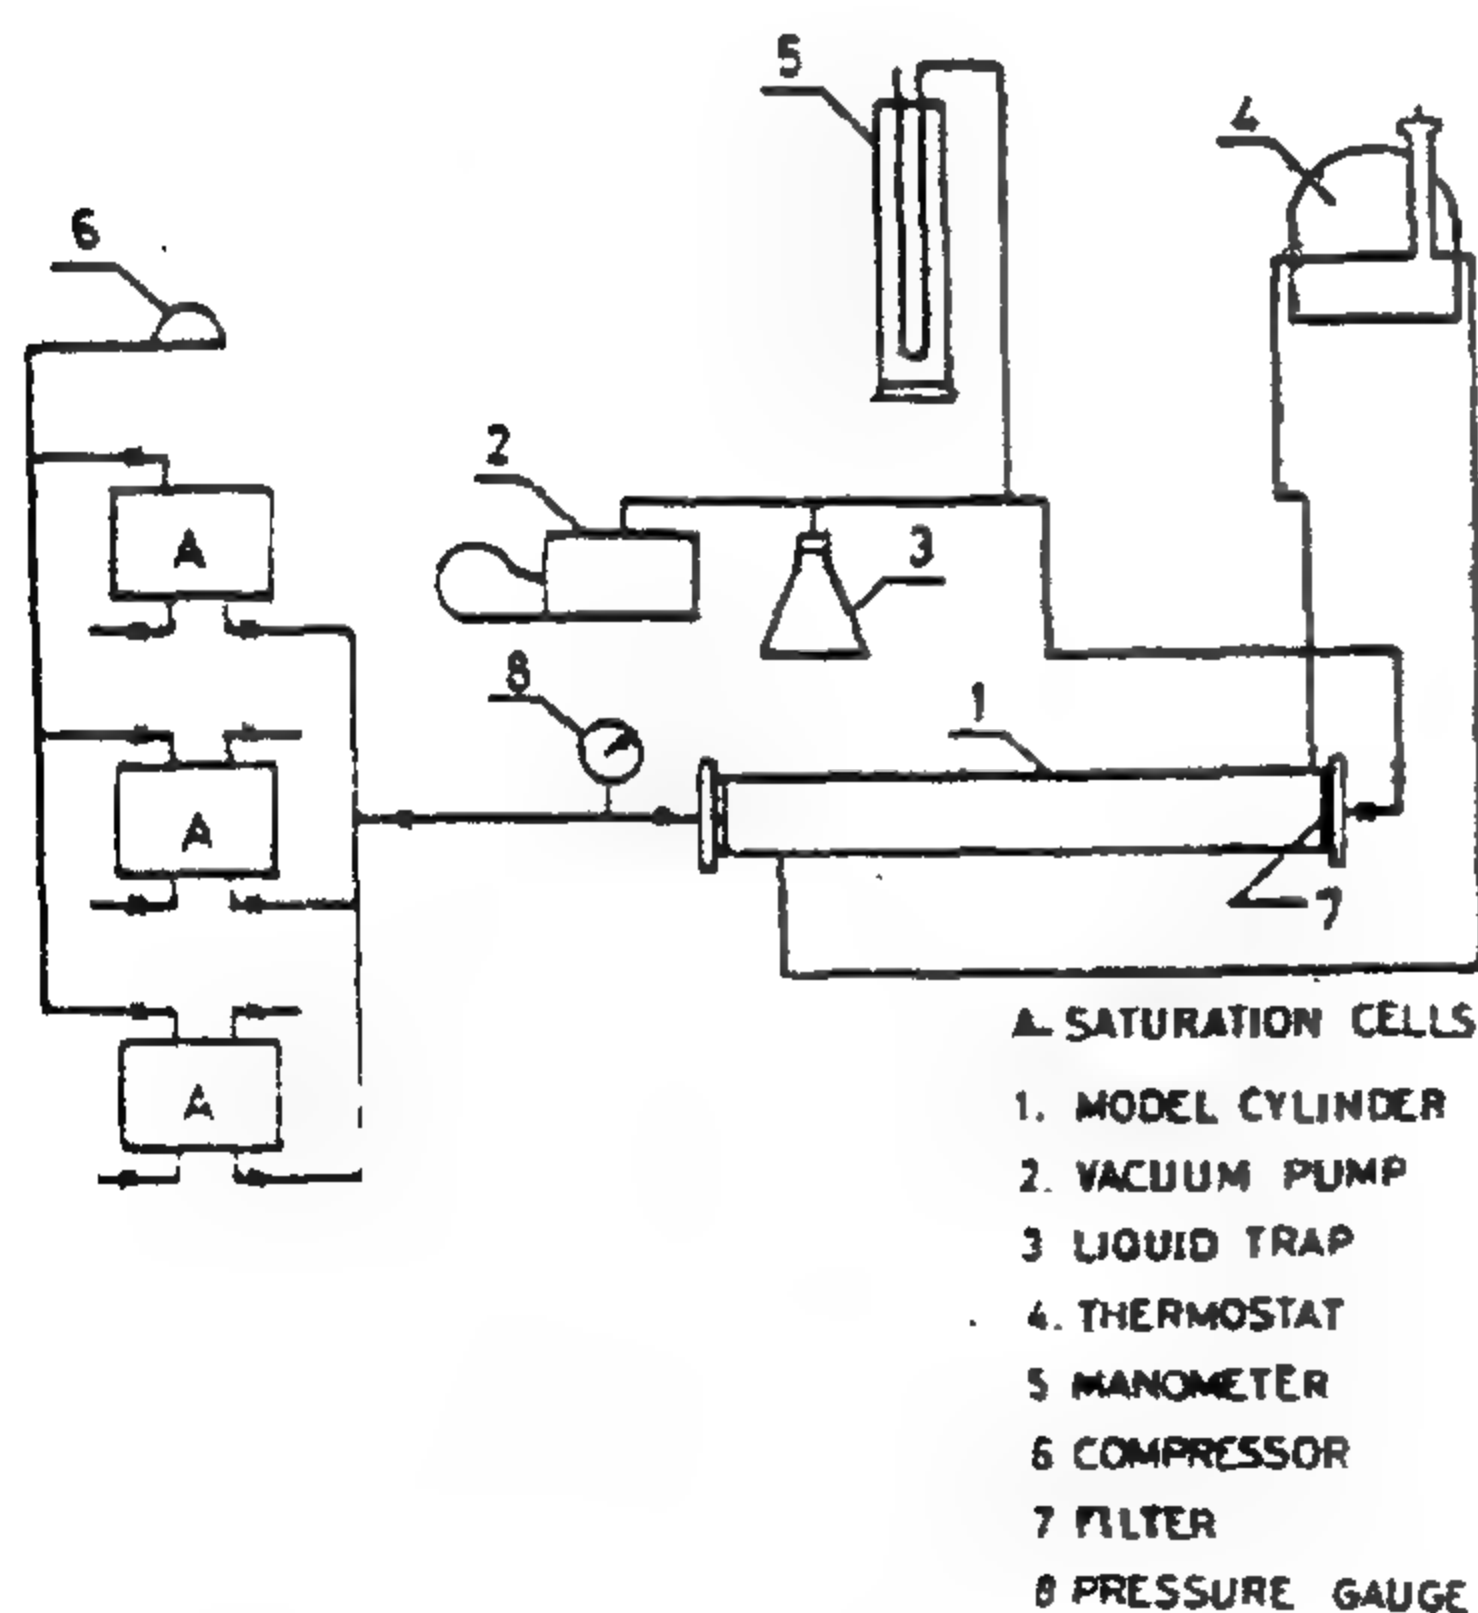 5
4
6
2
3
A
8
1
A
7
A
A- SATURATION CELLS
1. MODEL CYLINDER
2. VACUUM PUMP
3 LIQUID TRAP
4. THERMOSTAT
5 MANOMETER
6 COMPRESSOR
7 FILTER
8 PRESSURE GAUGE